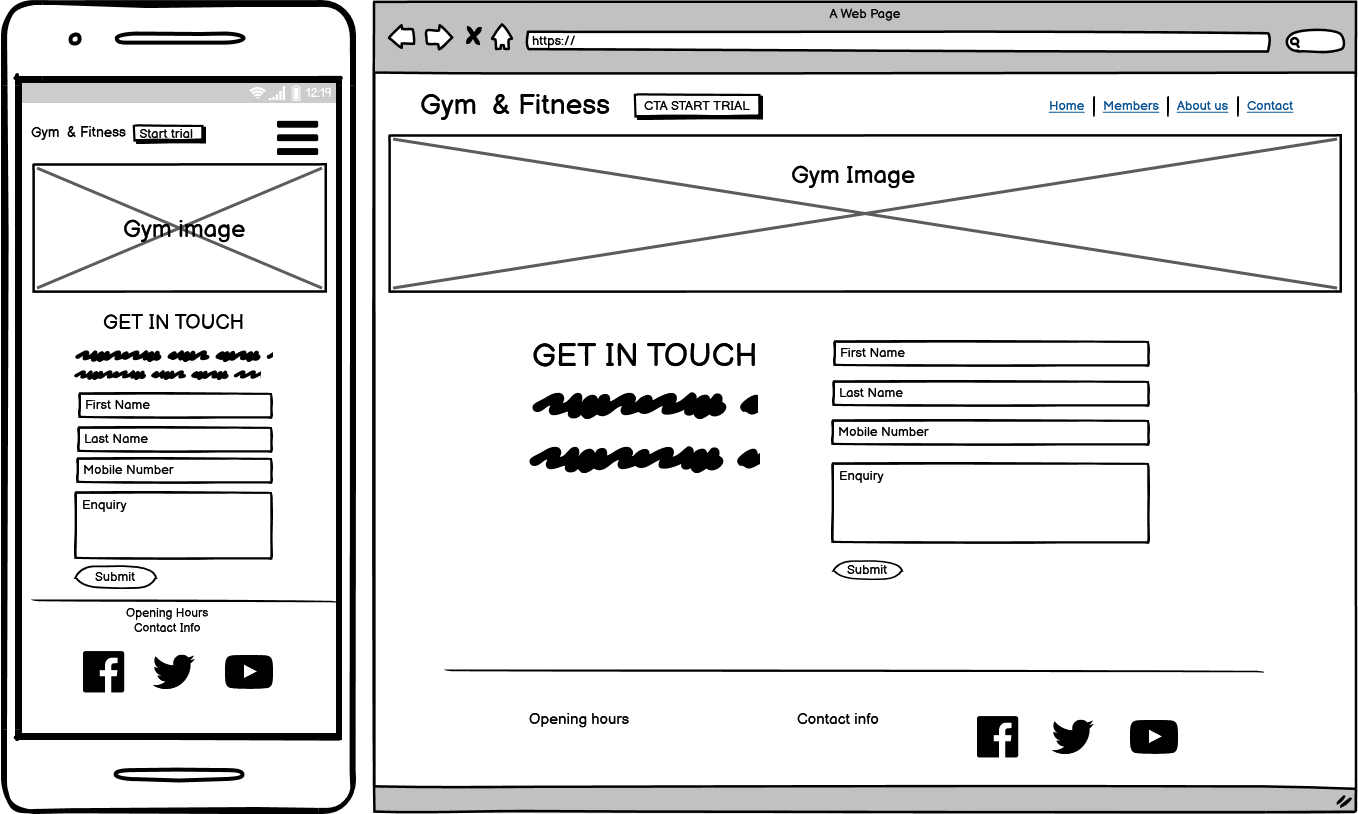 12:19
Gym & Fitness Start trial
Gym image
GET IN TOUCH
First Name
Last Name
Mobile Number
Enquiry
Submit
Opening Hours
Contact Info
A Web Page
https://
Gym & Fitness CTA START TRIAL Home Members About us Contact
Gym Image
GET IN TOUCH
First Name
Last Name
Mobile Number
Enquiry
Submit
Opening hours Contact info